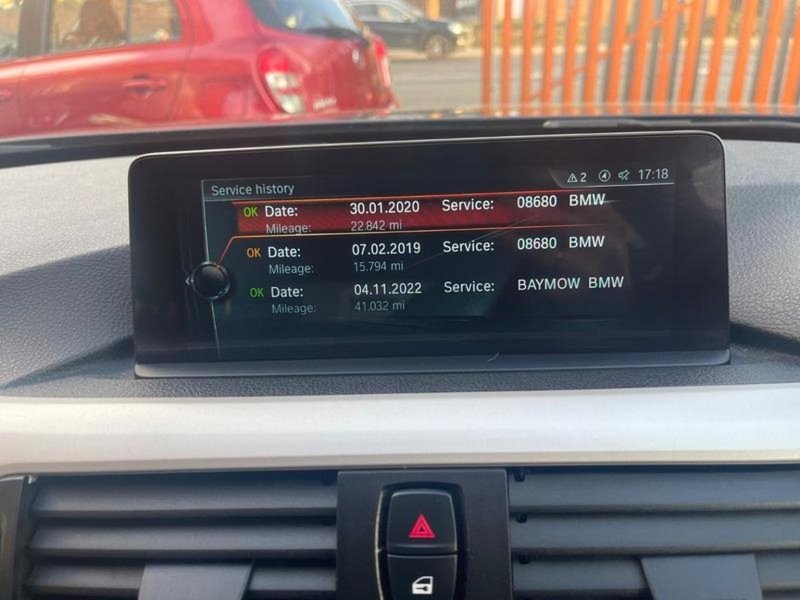 2 17:18
Service history
OK Date: 30.01.2020 Service: 08680 BMW
Mileage: 22.842 mi
OK Date: 07.02.2019 Service: 08680 BMW
Mileage: 15.794 mi
OK Date: 04.11.2022 Service: BAYMOW BMW
Mileage: 41.032 mi